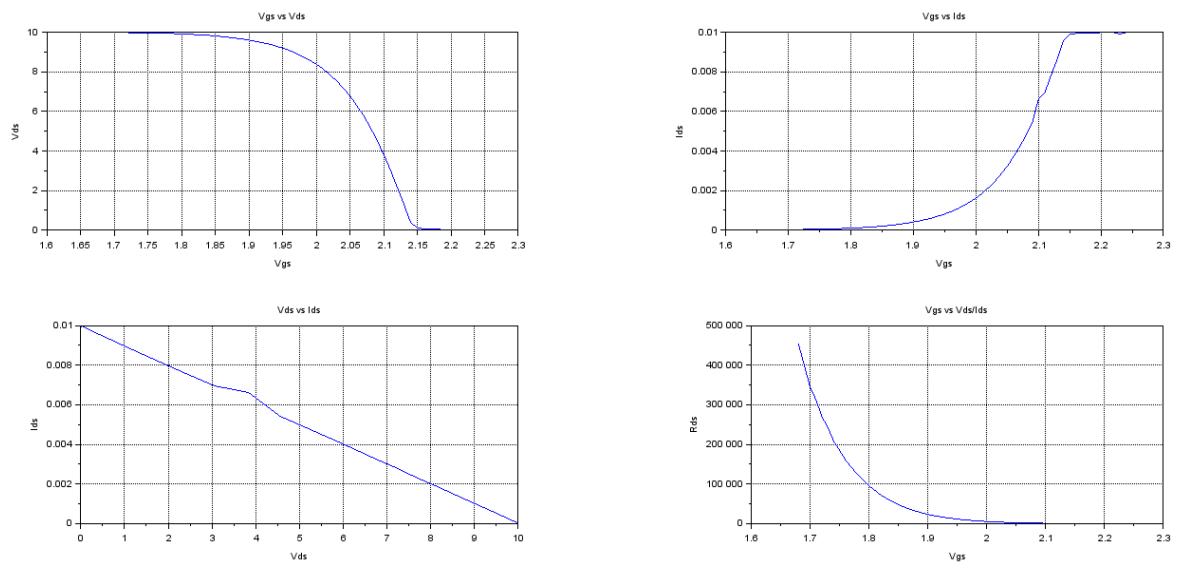 Vgs vs Vds
10
8
6
4
2
0
Vds
1.6 1.65 1.7 1.75 1.8 1.85 1.9 1.95 2 2.05 2.1 2.15 2.2 2.25 2.3
Vgs
Vgs vs Ids
0.01
0.008
0.006
0.004
0.002
0
Ids
1.6 1.7 1.8 1.9 2 2.1 2.2 2.3
Vgs
Vds vs Ids
0.01
0.008
0.006
0.004
0.002
0
Ids
0 1 2 3 4 5 6 7 8 9 10
Vds
Vgs vs Vds/Ids
500 000
400 000
300 000
200 000
100 000
0
Rds
1.6 1.7 1.8 1.9 2 2.1 2.2 2.3
Vgs